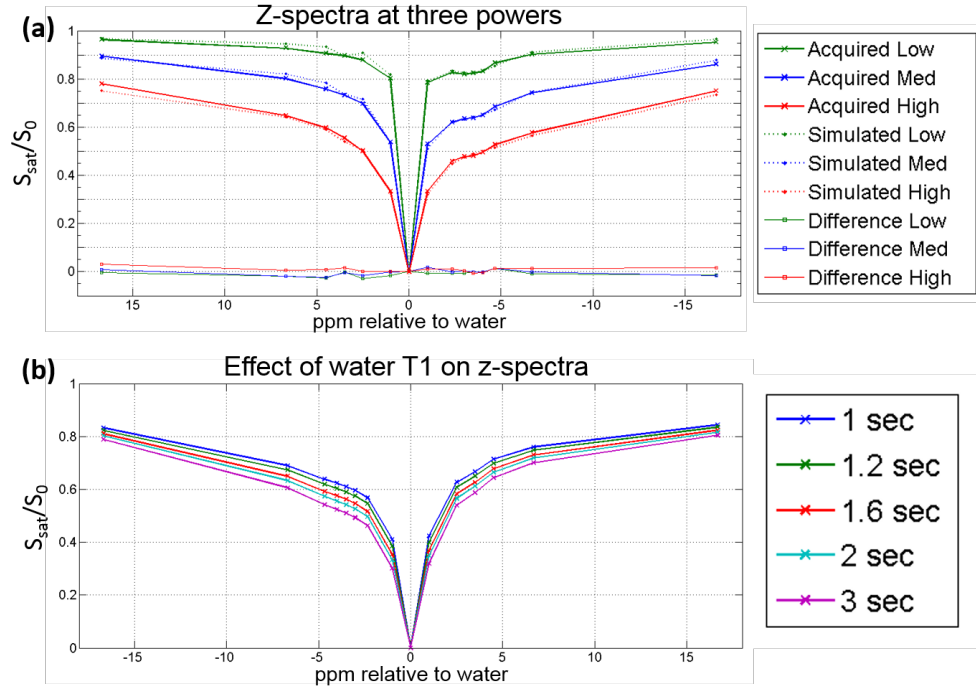 (a)
Z-spectra at three powers
Ssat/S0
1
0.8
0.6
0.4
0.2
0
15
10
5
0
-5
-10
-15
ppm relative to water
Acquired Low
Acquired Med
Acquired High
Simulated Low
Simulated Med
Simulated High
Difference Low
Difference Med
Difference High
(b)
Effect of water T1 on z-spectra
Ssat/S0
1
0.8
0.6
0.4
0.2
0
-15
-10
-5
0
5
10
15
ppm relative to water
1 sec
1.2 sec
1.6 sec
2 sec
3 sec